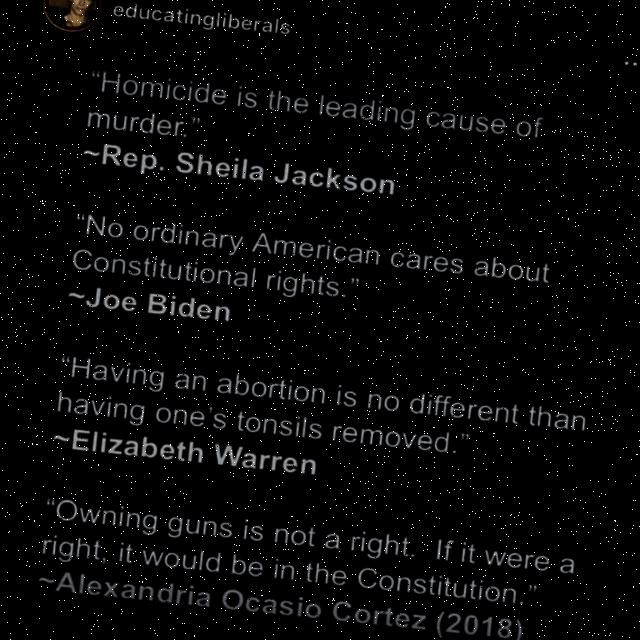 educatingliberals
“Homicide is the leading cause of
murder.”
~Rep. Sheila Jackson
“No ordinary American cares about
Constitutional rights.”
~Joe Biden
“Having an abortion is no different than
having one's tonsils removed.”
~Elizabeth Warren
“Owning guns is not a right. If it were a
right, it would be in the Constitution.”
~Alexandria Ocasio Cortez (2018)